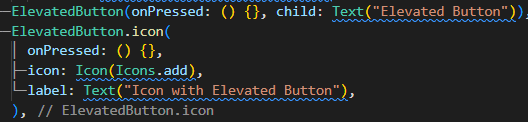 ElevatedButton(onPressed: () {}, child: Text("Elevated Button")),
ElevatedButton.icon(
onPressed: () {},
icon: Icon(Icons.add),
label: Text("Icon with Elevated Button"),
), // ElevatedButton.icon